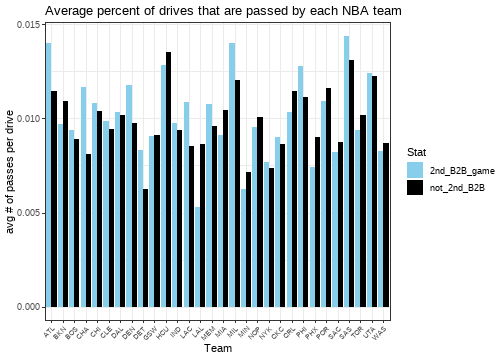 Average percent of drives that are passed by each NBA team
avg # of passes per drive
0.015
0.010
0.005
0.000
ATL
BKN
BOS
CHA
CHI
CLE
DAL
DEN
DET
GSW
HOU
IND
LAC
LAL
MEM
MIA
MIL
MIN
NOP
NYK
OKC
ORL
PHI
PHX
POR
SAC
SAS
TOR
UTA
WAS
Team
Stat
2nd_B2B_game
not_2nd_B2B